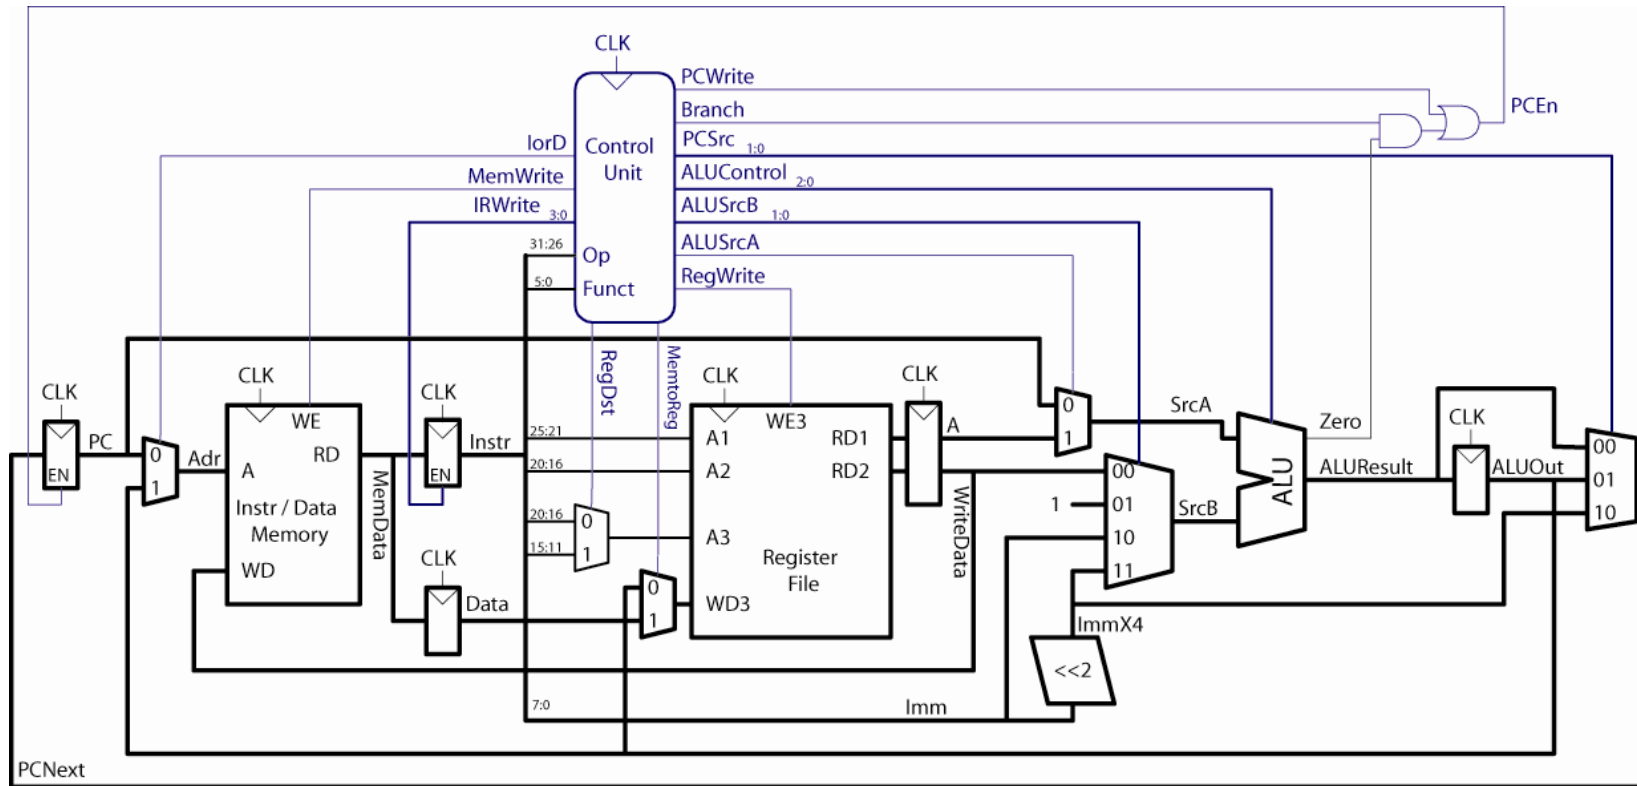 CLK
PCWrite
Branch
PCEn
PCSrc 1:0
IorD
Control
Unit
MemWrite
ALUControl 2:0
IRWrite 3:0
ALUSrcB 1:0
31:26
Op
ALUSrcA
5:0
Funct
RegWrite
RegDst
MemtoReg
CLK
PC
EN
0
1
Adr
CLK
WE
A
RD
Instr / Data
Memory
WD
MemData
CLK
EN
Instr
CLK
Data
25:21
20:16
20:16
0
15:11
1
0
1
CLK
WE3
A1
RD1
A2
RD2
A3
Register
File
WD3
CLK
A
WriteData
0
1
SrcA
00
1
01
10
11
SrcB
ALU
Zero
ALUResult
CLK
ALUOut
00
01
10
ImmX4
<<2
7:0
Imm
PCNext